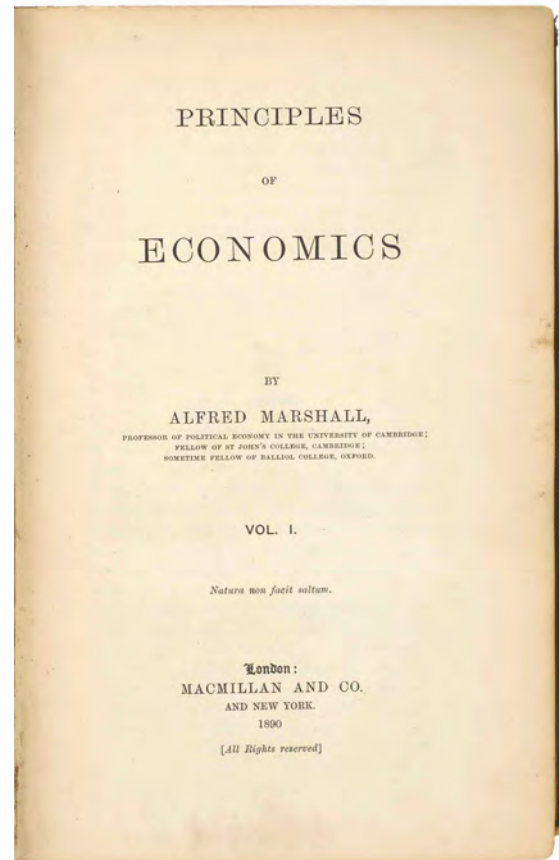 PRINCIPLES
OF
ECONOMICS
BY
ALFRED MARSHALL,
PROFESSOR OF POLITICAL ECONOMY IN THE UNIVERSITY OF CAMBRIDGE;
FELLOW OF ST JOHN'S COLLEGE, CAMBRIDGE;
SOMETIME FELLOW OF BALLIOL COLLEGE, OXFORD.
VOL. I.
Natura non facit saltum.
London:
MACMILLAN AND CO.
AND NEW YORK.
1890
[All Rights reserved]